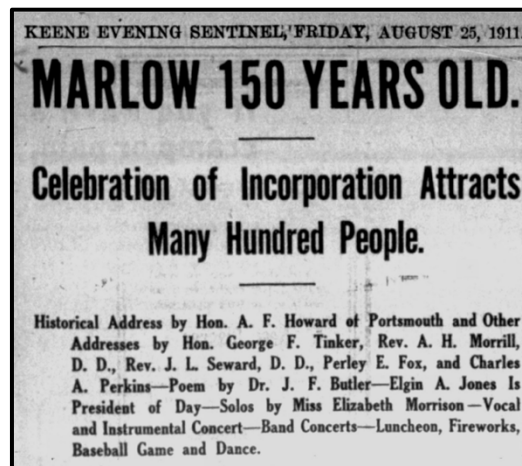 KEENE EVENING SENTINEL, FRIDAY, AUGUST 25, 1911.
MARLOW 150 YEARS OLD.
Celebration of Incorporation Attracts
Many Hundred People.
Historical Address by Hon. A. F. Howard of Portsmouth and Other
Addresses by Hon. George F. Tinker, Rev. A. H. Morrill,
D. D., Rev. J. L. Seward, D. D., Perley E. Fox, and Charles
A. Perkins—Poem by Dr. J. F. Butler—Elgin A. Jones Is
President of Day—Solos by Miss Elizabeth Morrison—Vocal
and Instrumental Concert—Band Concerts—Luncheon, Fireworks,
Baseball Game and Dance.